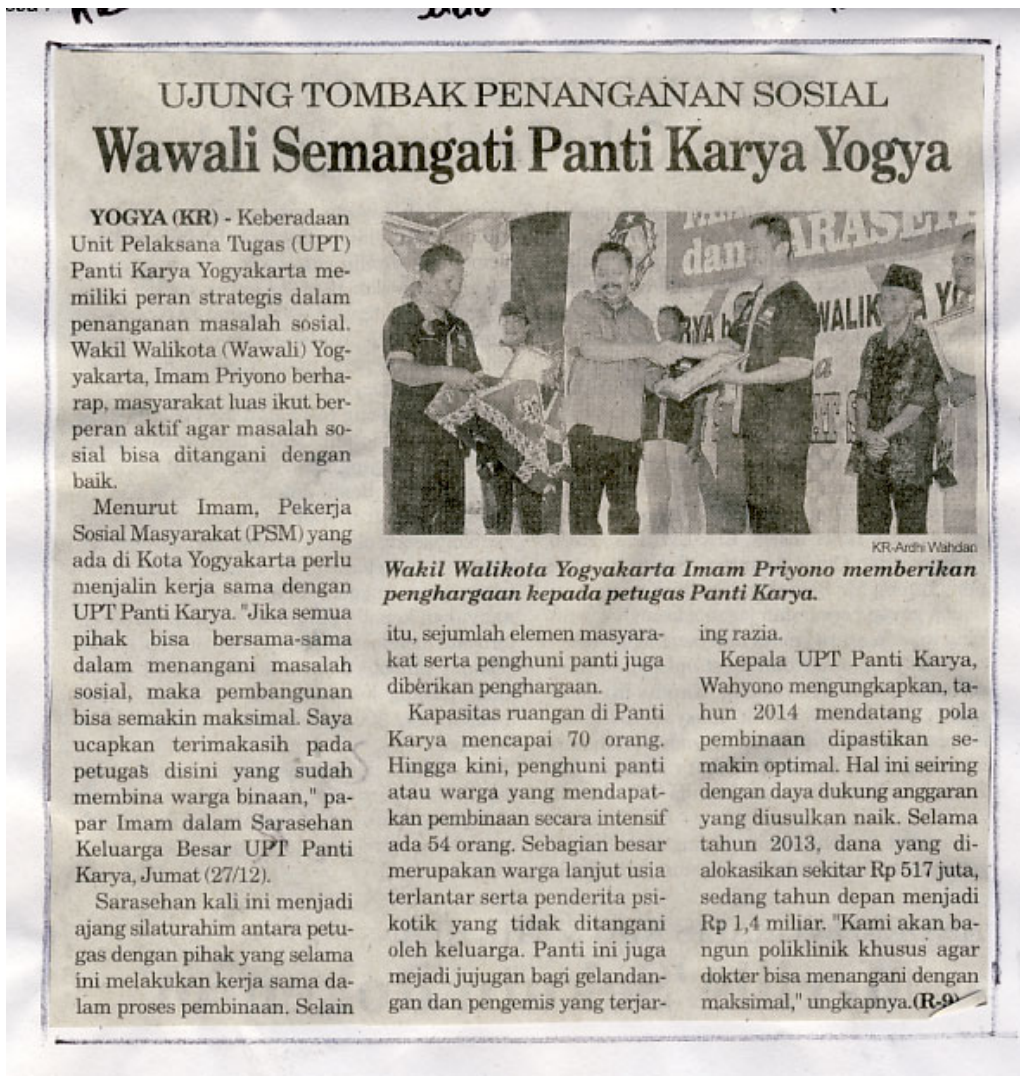 UJUNG TOMBAK PENANGANAN SOSIAL
Wawali Semangati Panti Karya Yogya
YOGYA (KR) - Keberadaan
Unit Pelaksana Tugas (UPT)
Panti Karya Yogyakarta me-
miliki peran strategis dalam
penanganan masalah sosial.
Wakil Walikota (Wawali) Yog-
yakarta, Imam Priyono berha-
rap, masyarakat luas ikut ber-
peran aktif agar masalah so-
sial bisa ditangani dengan
baik.
Menurut Imam, Pekerja
Sosial Masyarakat (PSM) yang
ada di Kota Yogyakarta perlu
menjalin kerja sama dengan
UPT Panti Karya. "Jika semua
pihak bisa bersama-sama
dalam menangani masalah
sosial, maka pembangunan
bisa semakin maksimal. Saya
ucapkan terimakasih pada
petugas disini yang sudah
membina warga binaan," pa-
par Imam dalam Sarasehan
Keluarga Besar UPT Panti
Karya, Jumat (27/12).
Sarasehan kali ini menjadi
ajang silaturahim antara petu-
gas dengan pihak yang selama
ini melakukan kerja sama da-
lam proses pembinaan. Selain
dan SARASEH
RYA WALIK A Y
KR-Ardhi Wahdan
Wakil Walikota Yogyakarta Imam Priyono memberikan
penghargaan kepada petugas Panti Karya.
itu, sejumlah elemen masyara-
kat serta penghuni panti juga
diberikan penghargaan.
Kapasitas ruangan di Panti
Karya mencapai 70 orang.
Hingga kini, penghuni panti
atau warga yang mendapat-
kan pembinaan secara intensif
ada 54 orang. Sebagian besar
merupakan warga lanjut usia
terlantar serta penderita psi-
kotik yang tidak ditangani
oleh keluarga. Panti ini juga
mejadi jujugan bagi gelandan-
gan dan pengemis yang terjar-
ing razia.
Kepala UPT Panti Karya,
Wahyono mengungkapkan, ta-
hun 2014 mendatang pola
pembinaan dipastikan se-
makin optimal. Hal ini seiring
dengan daya dukung anggaran
yang diusulkan naik. Selama
tahun 2013, dana yang di-
alokasikan sekitar Rp 517 juta,
sedang tahun depan menjadi
Rp 1,4 miliar. "Kami akan ba-
ngun poliklinik khusus agar
dokter bisa menangani dengan
maksimal," ungkapnya.(R-9)